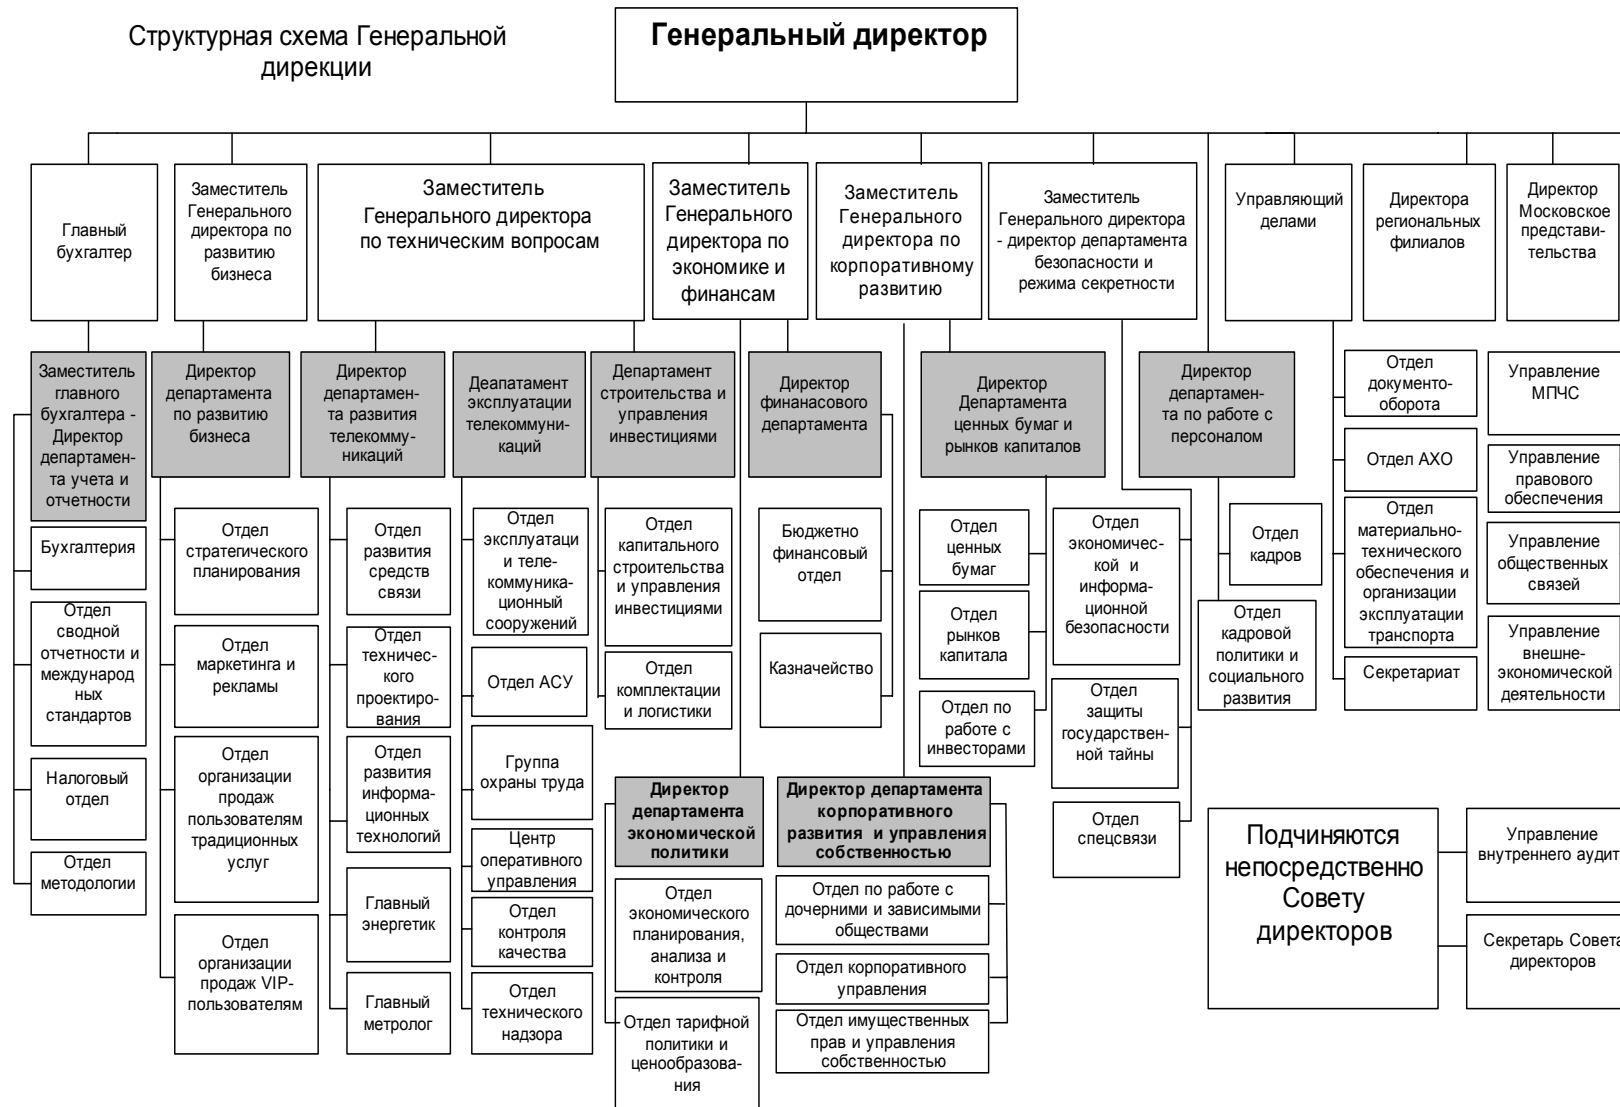 Структурная схема Генеральной
дирекции
Генеральный директор
Главный
бухгалтер
Заместитель
Генерального
директора по
развитию
бизнеса
Заместитель
Генерального директора
по техническим вопросам
Заместитель
Генерального
директора по
экономике и
финансам
Заместитель
Генерального
директора по
корпоративному
развитию
Заместитель
Генерального директора
- директор департамента
безопасности и
режима секретности
Управляющий
делами
Директора
региональных
филиалов
Директор
Московское
представи-
тельства
Заместитель
главного
бухгалтера -
Директор
департамен-
та учета и
отчетности
Директор
департамента
по развитию
бизнеса
Директор
департамен-
та развития
телекомму-
никаций
Деапатамент
эксплуатации
телекоммуни-
каций
Департамент
строительства и
управления
инвестициями
Директор
финанасового
департамента
Директор
Департамента
ценных бумаг и
рынков капиталов
Директор
департамен-
та по работе с
персоналом
Отдел
документо-
оборота
Управление
МПЧС
Отдел АХО
Управление
правового
обеспечения
Бухгалтерия
Отдел
стратегического
планирования
Отдел
развития
средств
связи
Отдел
эксплуатаци
и теле-
коммуника-
ционный
сооружений
Отдел
капитального
строительства
и управления
инвестициями
Бюджетно
финансовый
отдел
Отдел
ценных
бумаг
Отдел
экономичес-
кой и
информа-
ционной
безопасности
Отдел
кадров
Отдел
материально-
технического
обеспечения и
организации
эксплуатации
транспорта
Управление
общественных
связей
Отдел
сводной
отчетности и
международ
ных
стандартов
Отдел
маркетинга и
рекламы
Отдел
технического
проектиро-
вания
Отдел АСУ
Отдел
комплектации
и логистики
Казначейство
Отдел
рынков
капитала
Отдел
кадровой
политики и
социального
развития
Секретариат
Управление
внешне-
экономической
деятельности
Отдел по
работе с
инвесторами
Отдел
защиты
государствен-
ной тайны
Налоговый
отдел
Отдел
организации
продаж
пользователям
традиционных
услуг
Отдел
развития
информа-
ционных
технологий
Группа
охраны труда
Директор
департамента
экономической
политики
Директор департамента
корпоративного
развития и управления
собственностью
Отдел
спецсвязи
Подчиняются
непосредственно
Совету
директоров
Управление
внутреннего аудит
Секретарь Совета
директоров
Отдел
методологии
Отдел
организации
продаж VIP-
пользователям
Главный
энергетик
Главный
метролог
Центр
оперативного
управления
Отдел
контроля
качества
Отдел
технического
надзора
Отдел
экономического
планирования,
анализа и
контроля
Отдел тарифной
политики и
ценообразова-
ния
Отдел по работе с
дочерними и зависимыми
обществами
Отдел корпоративного
управления
Отдел имущественных
прав и управления
собственностью